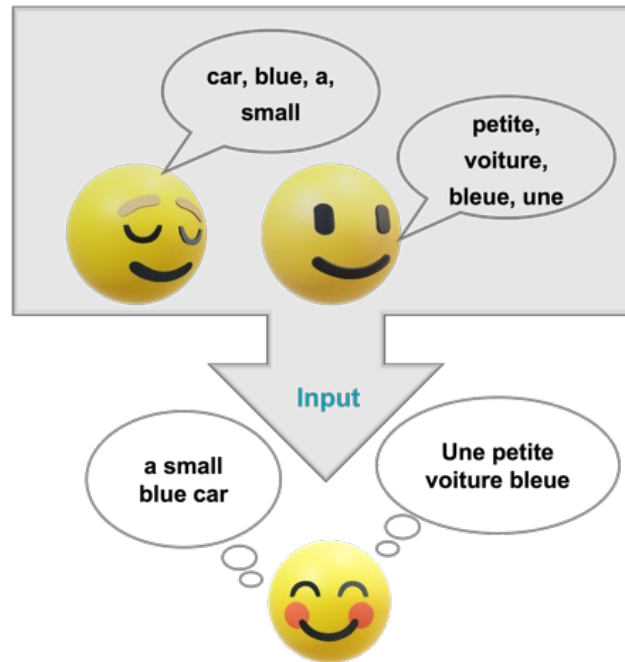 car, blue, a,
small
petite,
voiture,
bleue, une
Input
a small
blue car
Une petite
voiture bleue